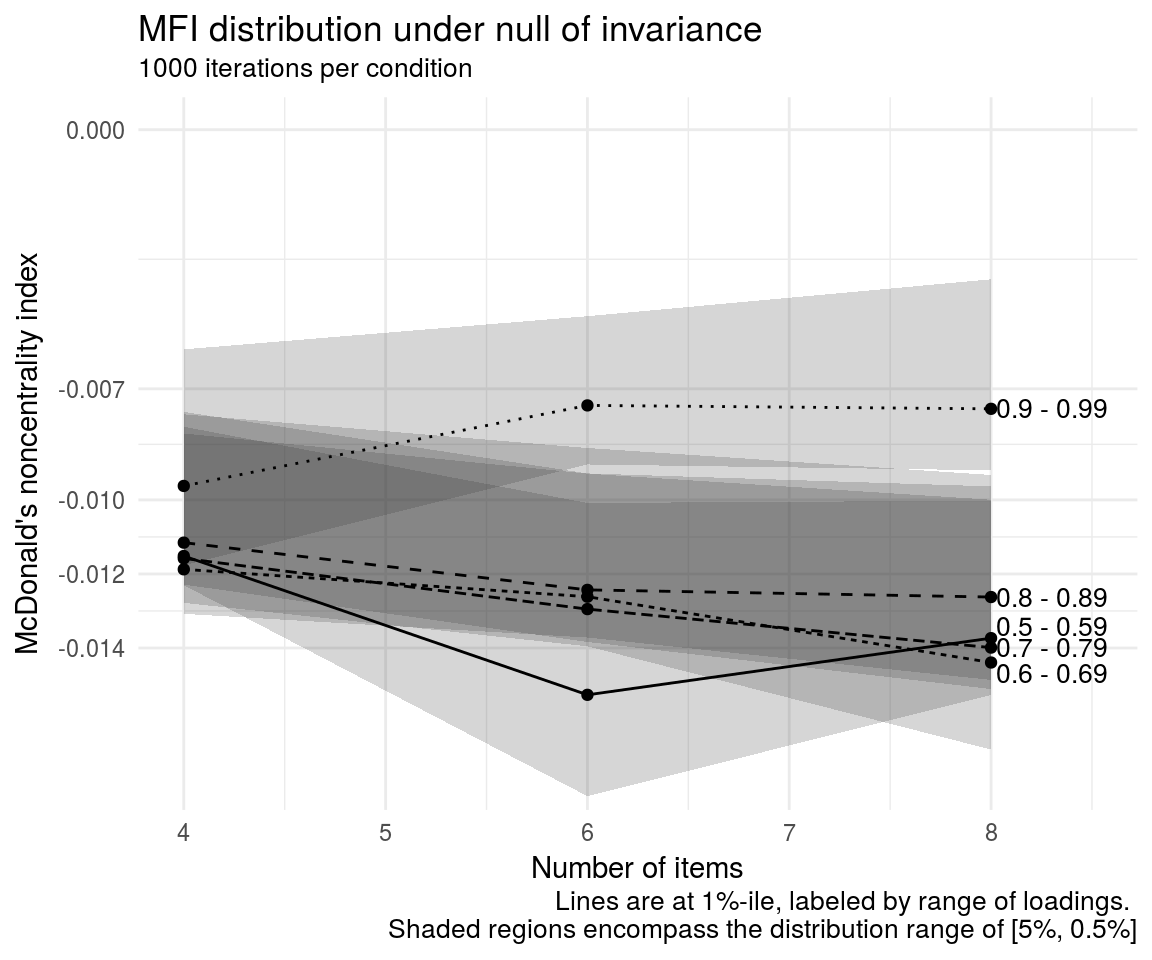 MFI distribution under null of invariance
1000 iterations per condition
McDonald's noncentrality index
0.000
-0.007
-0.010
-0.012
-0.014
0.9 - 0.99
0.8 - 0.89
0.5 - 0.59
0.7 - 0.79
0.6 - 0.69
4 5 6 7 8
Number of items
Lines are at 1%-ile, labeled by range of loadings.
Shaded regions encompass the distribution range of [5%, 0.5%]